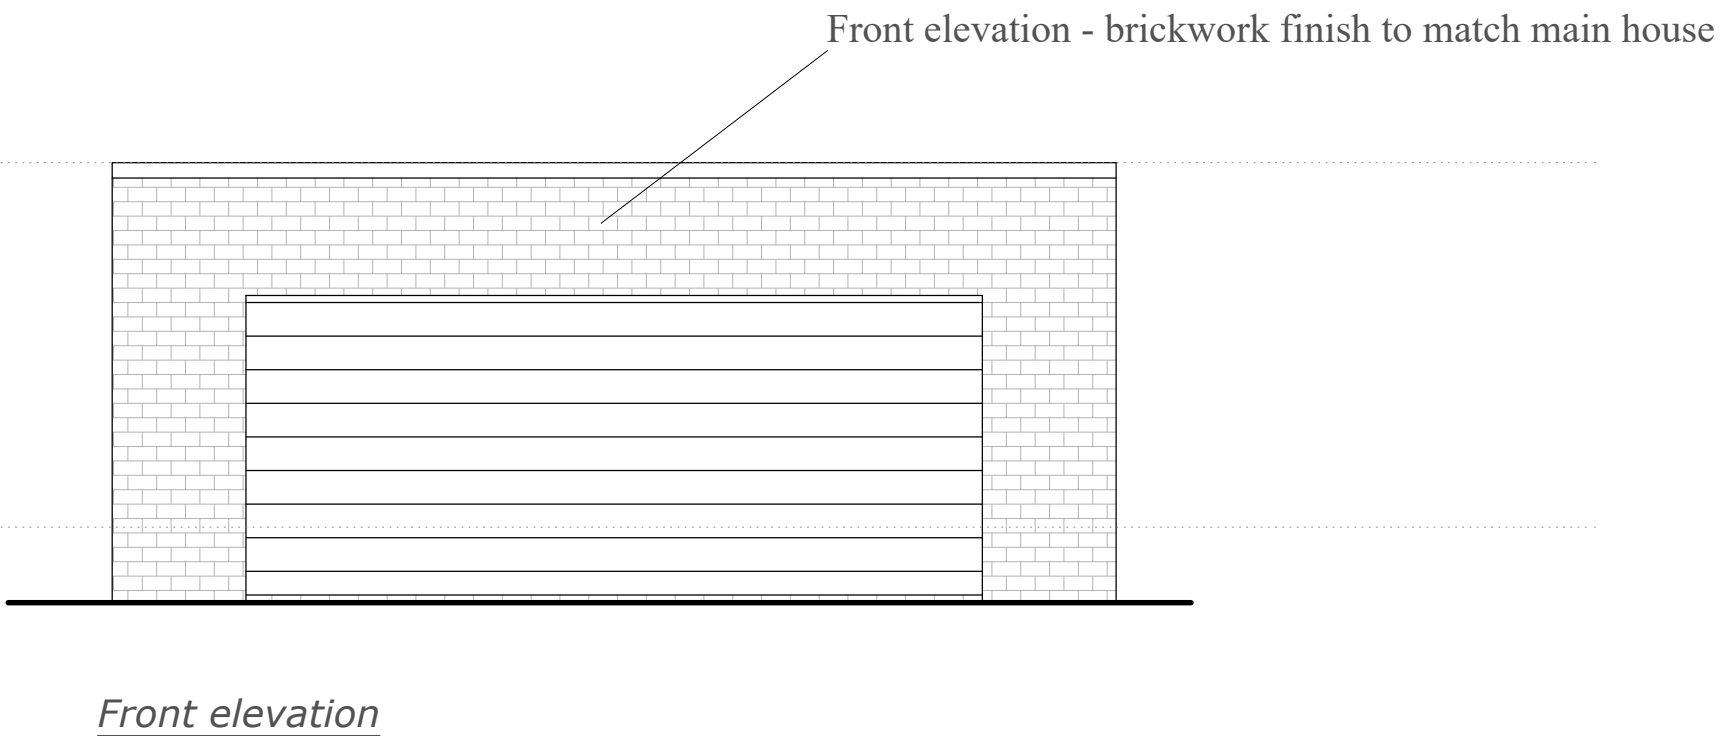 Front elevation - brickwork finish to match main house
Front elevation